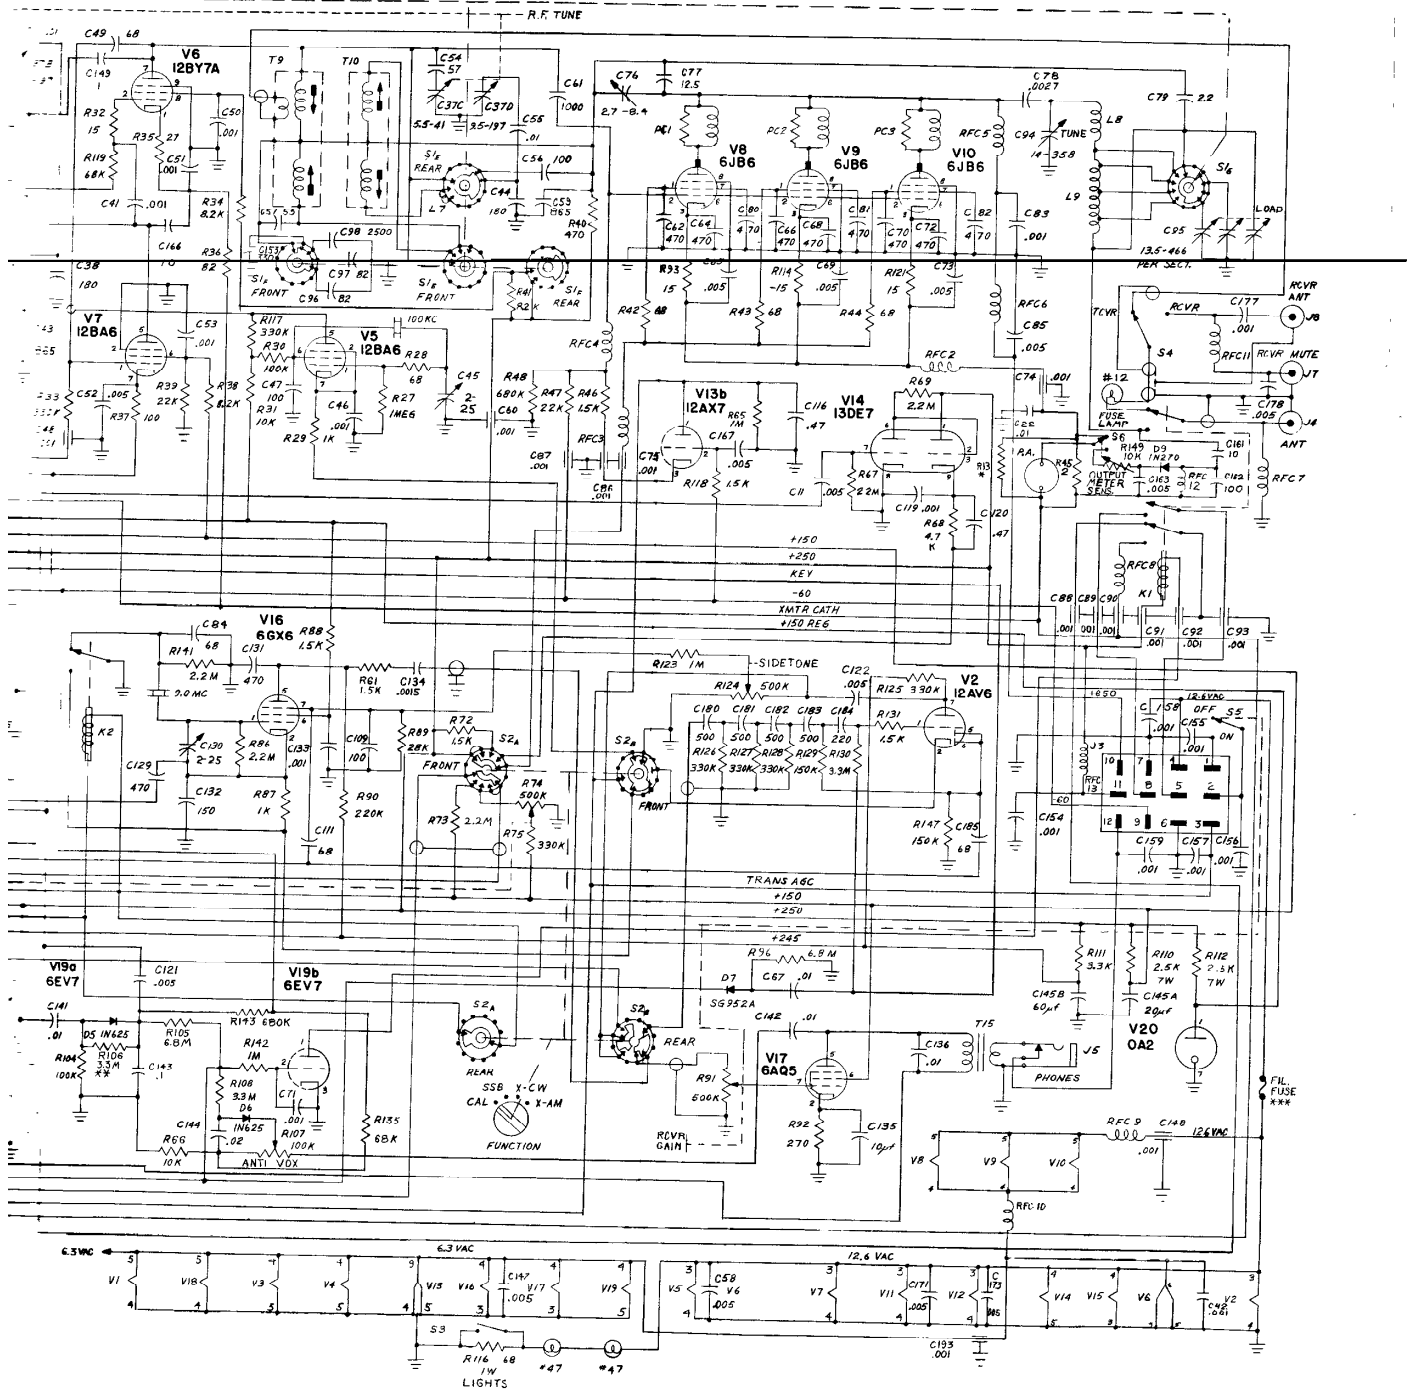 R.F. TUNE
C49 68
V6
12BY7A
C149
1
T9
T10
C54
57
C37C
C37D
5.5-41
9.5-197
C55
.01
C61
1000
C76
2.7 - 8.4
C77
12.5
C78
.0027
C79
2.2
C94
TUNE
14-358
L8
L9
R32
15
R35 27
C50
.001
C51
.001
R119
68K
C41
.001
R34
8.2K
C166
R36
82
C38
180
PC1
PC2
PC3
RFC5
V8
6JB6
V9
6JB6
V10
6JB6
S1E
REAR
C56 100
C44
180
C59
865
L7
R40
470
C98 2500
C97 82
C96 82
S1E
FRONT
S1E
FRONT
S1E
REAR
R41
C62
470
C64
470
C80
470
C66
470
C68
470
C81
470
C70
470
C72
470
C82
470
C83
.001
LOAD
C95
13.5-466
PER SECT.
R93
15
.005
R114
15
C69
.005
R121
15
C73
.005
R42
68
R43 68
R44 68
RFC4
RFC6
C85
.005
RFC2
V7
12BA6
C53
.001
R117
330K
R30
100K
V5
12BA6
100KC
R28
68
C45
2-25
C47
100
R31
10K
R29
1K
C46
.001
R27
1MEG
C52
.005
R37
100
R39
22K
R38
8.2K
C60
.001
R48
680K
R47
22K
R46
1.5K
RFC3
C87
.001
C86
.001
C75
.001
V13b
12AX7
R65
1M
C167
.005
C116
.47
R118 1.5K
V14
13DE7
R69
2.2M
C11
.005
R67
22M
C119 .001
R68
4.7
K
C120
.47
C74
.001
R13
*
P.A.
R45
2
S6
R149
10K
D9
1N270
OUTPUT
METER
SENS.
C163
.005
RFC
12
C161
10
C162
100
RFC7
TCVR
RCVR
S4
#12
FUSE
LAMP
RFC11
C177
.001
RCVR
ANT
J8
RCVR MUTE
J7
C178
.005
J4
ANT
+150
+250
KEY
-60
XMTR CATH
+150 REG
RFC8
K1
C88 C89 C90
.001 .001 .001
C91
.001
C92
.001
C93
.001
V16
6GX6
C84
68
R141
2.2M
C131
470
R88
1.5K
9.0 MC
R61
1.5K
C134
.0015
K2
C130
2-25
R86
2.2M
C133
.001
C109
100
R89
28K
C129
470
C132
150
R87
1K
R90
220K
C111
68
R72
1.5K
S2A
FRONT
R74
500K
R73
2.2M
R75
330K
R123 1M
SIDETONE
R124 500K
C122
.005
R125 330K
V2
12AV6
C180
500
C181
500
C182
500
C183
500
C184
220
R131
1.5K
R126
330K
R127
330K
R128
330K
R129
150K
R130
3.3M
FRONT
R147
150K
C185
68
-850
12.6VAC
OFF
S5
ON
C158
.001
C155
.001
J3
RFC
13
-60
10 7 4 1
11 8 5 2
12 9 6 3
C154
.001
C159
.001
C157
.001
C156
.001
TRANS AGC
+150
+250
+245
R96 6.8M
D7
SG952A
C67 .01
R111
3.3K
R110
2.5K
7W
R112
2.5K
7W
C145B
60µf
C145A
20µf
V20
OA2
V19a
6EV7
C121
.005
V19b
6EV7
C141
.01
D5 1N625
R105
6.8M
R143 680K
R142
1M
R104
100K
R106
3.3M
**
C143
.1
R108
3.3M
D6
1N625
C71
.001
C144
.02
R107
100K
R66
10K
ANTI VOX
R135
68K
S2A
REAR
SSB
X-CW
CAL
X-AM
FUNCTION
REAR
C142 .01
V17
6AQ5
C136
.01
T15
J5
PHONES
R91
500K
RCVR
GAIN
R92
270
C135
10µf
FIL.
FUSE
***
RFC9
.001
C148
12.6VAC
V8
V9
V10
RFC10
6.3 VAC
6.3 VAC
12.6 VAC
V1
V18
V3
V4
V15
V16
C147
.005
V17
V19
V5
C58
.005
V6
V7
V11
C171
.005
V12
C
173
.005
V14
V15
V6
C42
.001
V2
S3
R116 68
1W
LIGHTS
#47
#47
C193
.001